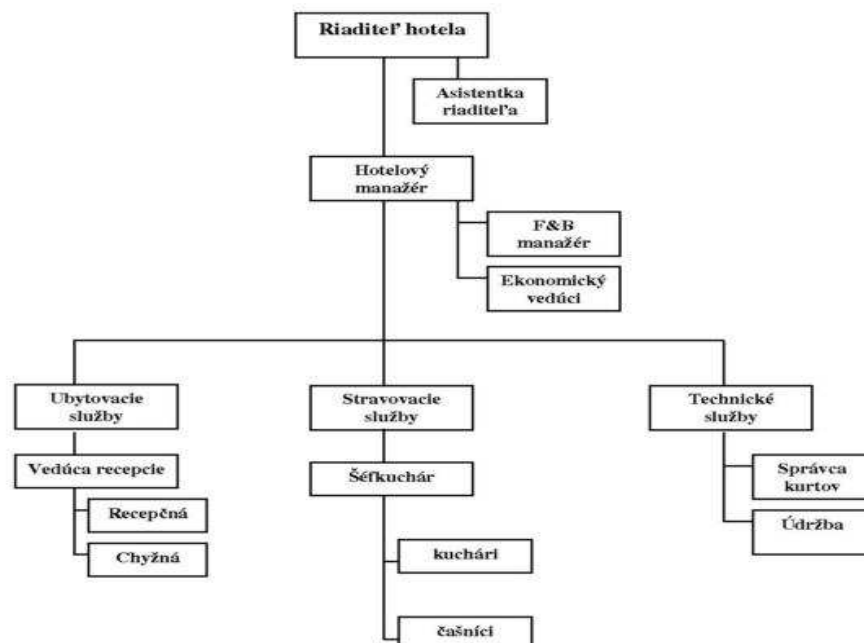 Riaditeľ hotela
Asistentka
riaditeľa
Hotelový
manažér
F&B
manažér
Ekonomický
vedúci
Ubytovacie
služby
Stravovacie
služby
Technické
služby
Vedúca recepcie
Šéfkuchár
Správca
kurtov
Recepčná
Údržba
Chyžná
kuchári
čašníci